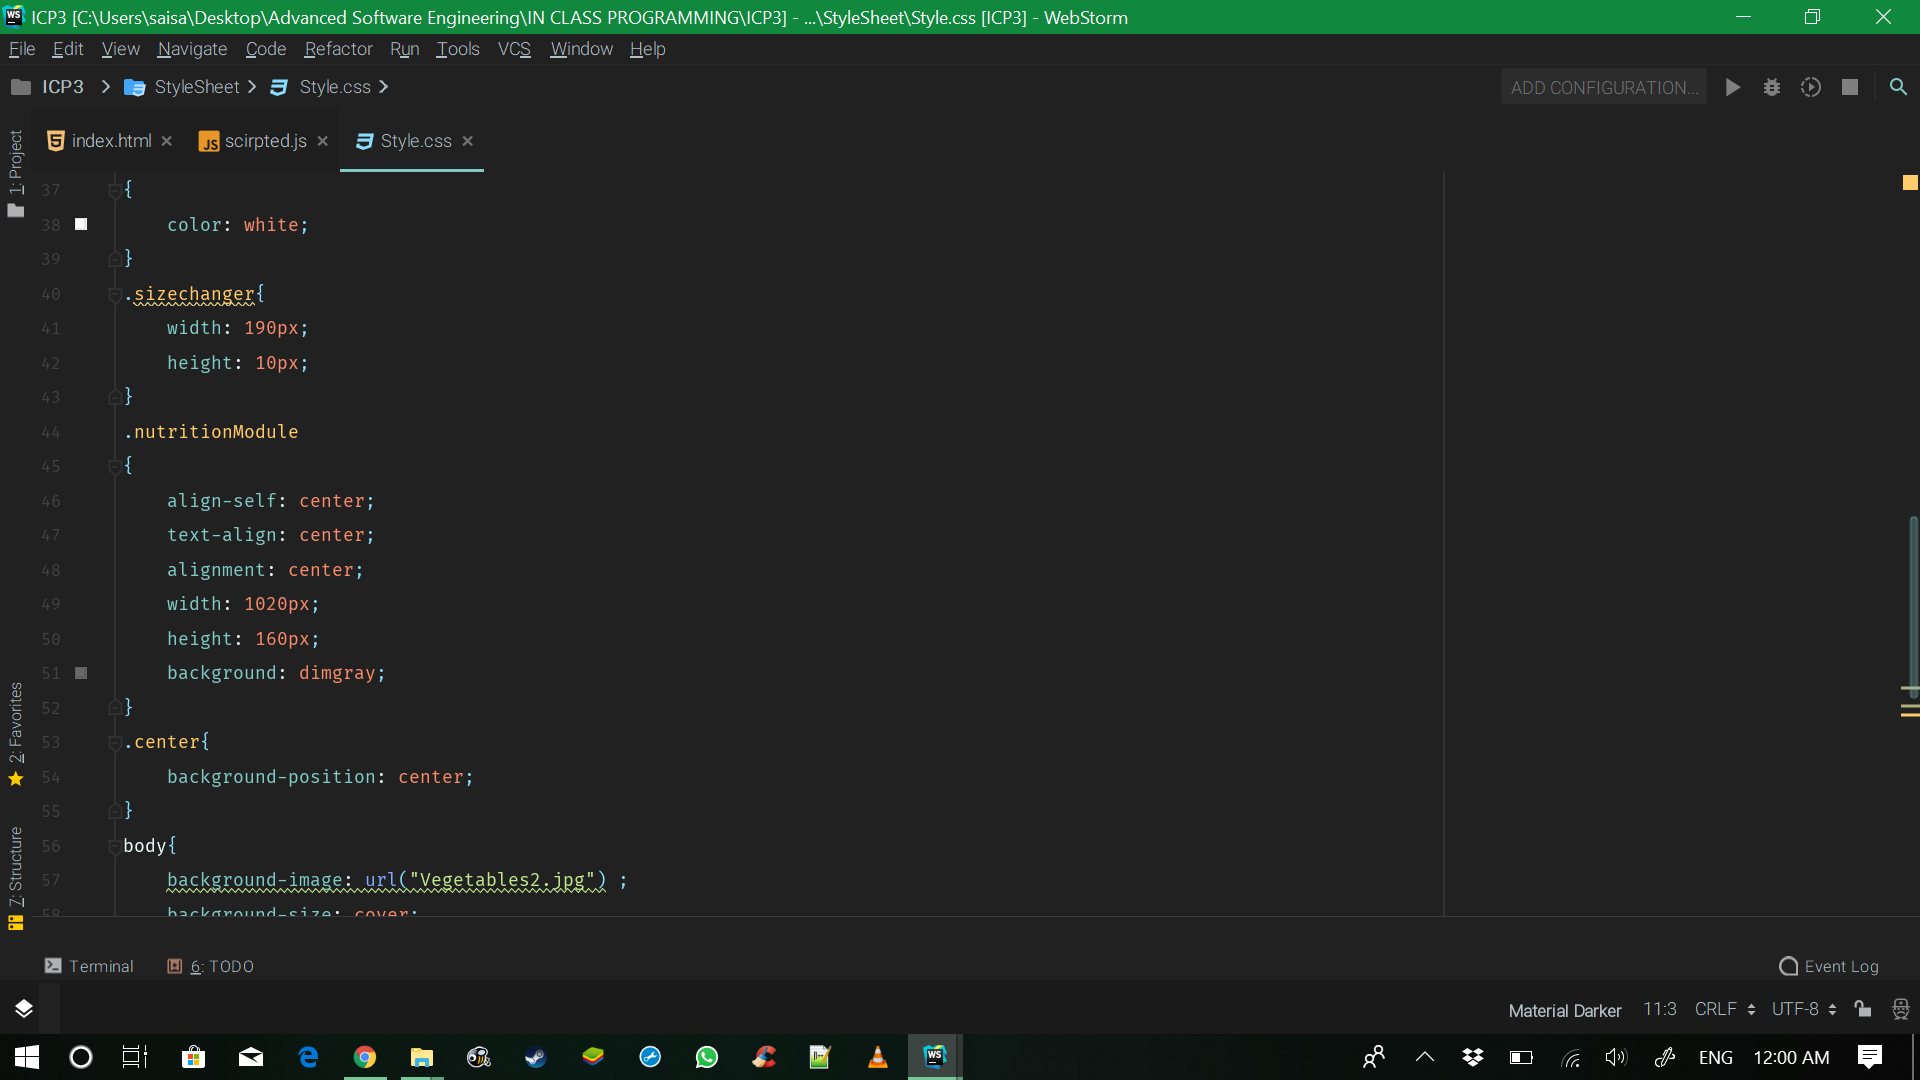 ICP3 [C:\Users\saisa\Desktop\Advanced Software Engineering\IN CLASS PROGRAMMING\ICP3] - ...\StyleSheet\Style.css [ICP3] - WebStorm
File Edit View Navigate Code Refactor Run Tools VCS Window Help
ICP3 StyleSheet Style.css
ADD CONFIGURATION...
index.html scirpted.js Style.css
1: Project
2: Favorites
7: Structure
37 {
38 color: white;
39 }
40 .sizechanger{
41 width: 190px;
42 height: 10px;
43 }
44 .nutritionModule
45 {
46 align-self: center;
47 text-align: center;
48 alignment: center;
49 width: 1020px;
50 height: 160px;
51 background: dimgray;
52 }
53 .center{
54 background-position: center;
55 }
56 body{
57 background-image: url("Vegetables2.jpg") ;
58 background-size: cover;
Terminal 6: TODO Event Log
Material Darker 11:3 CRLF UTF-8
ENG 12:00 AM